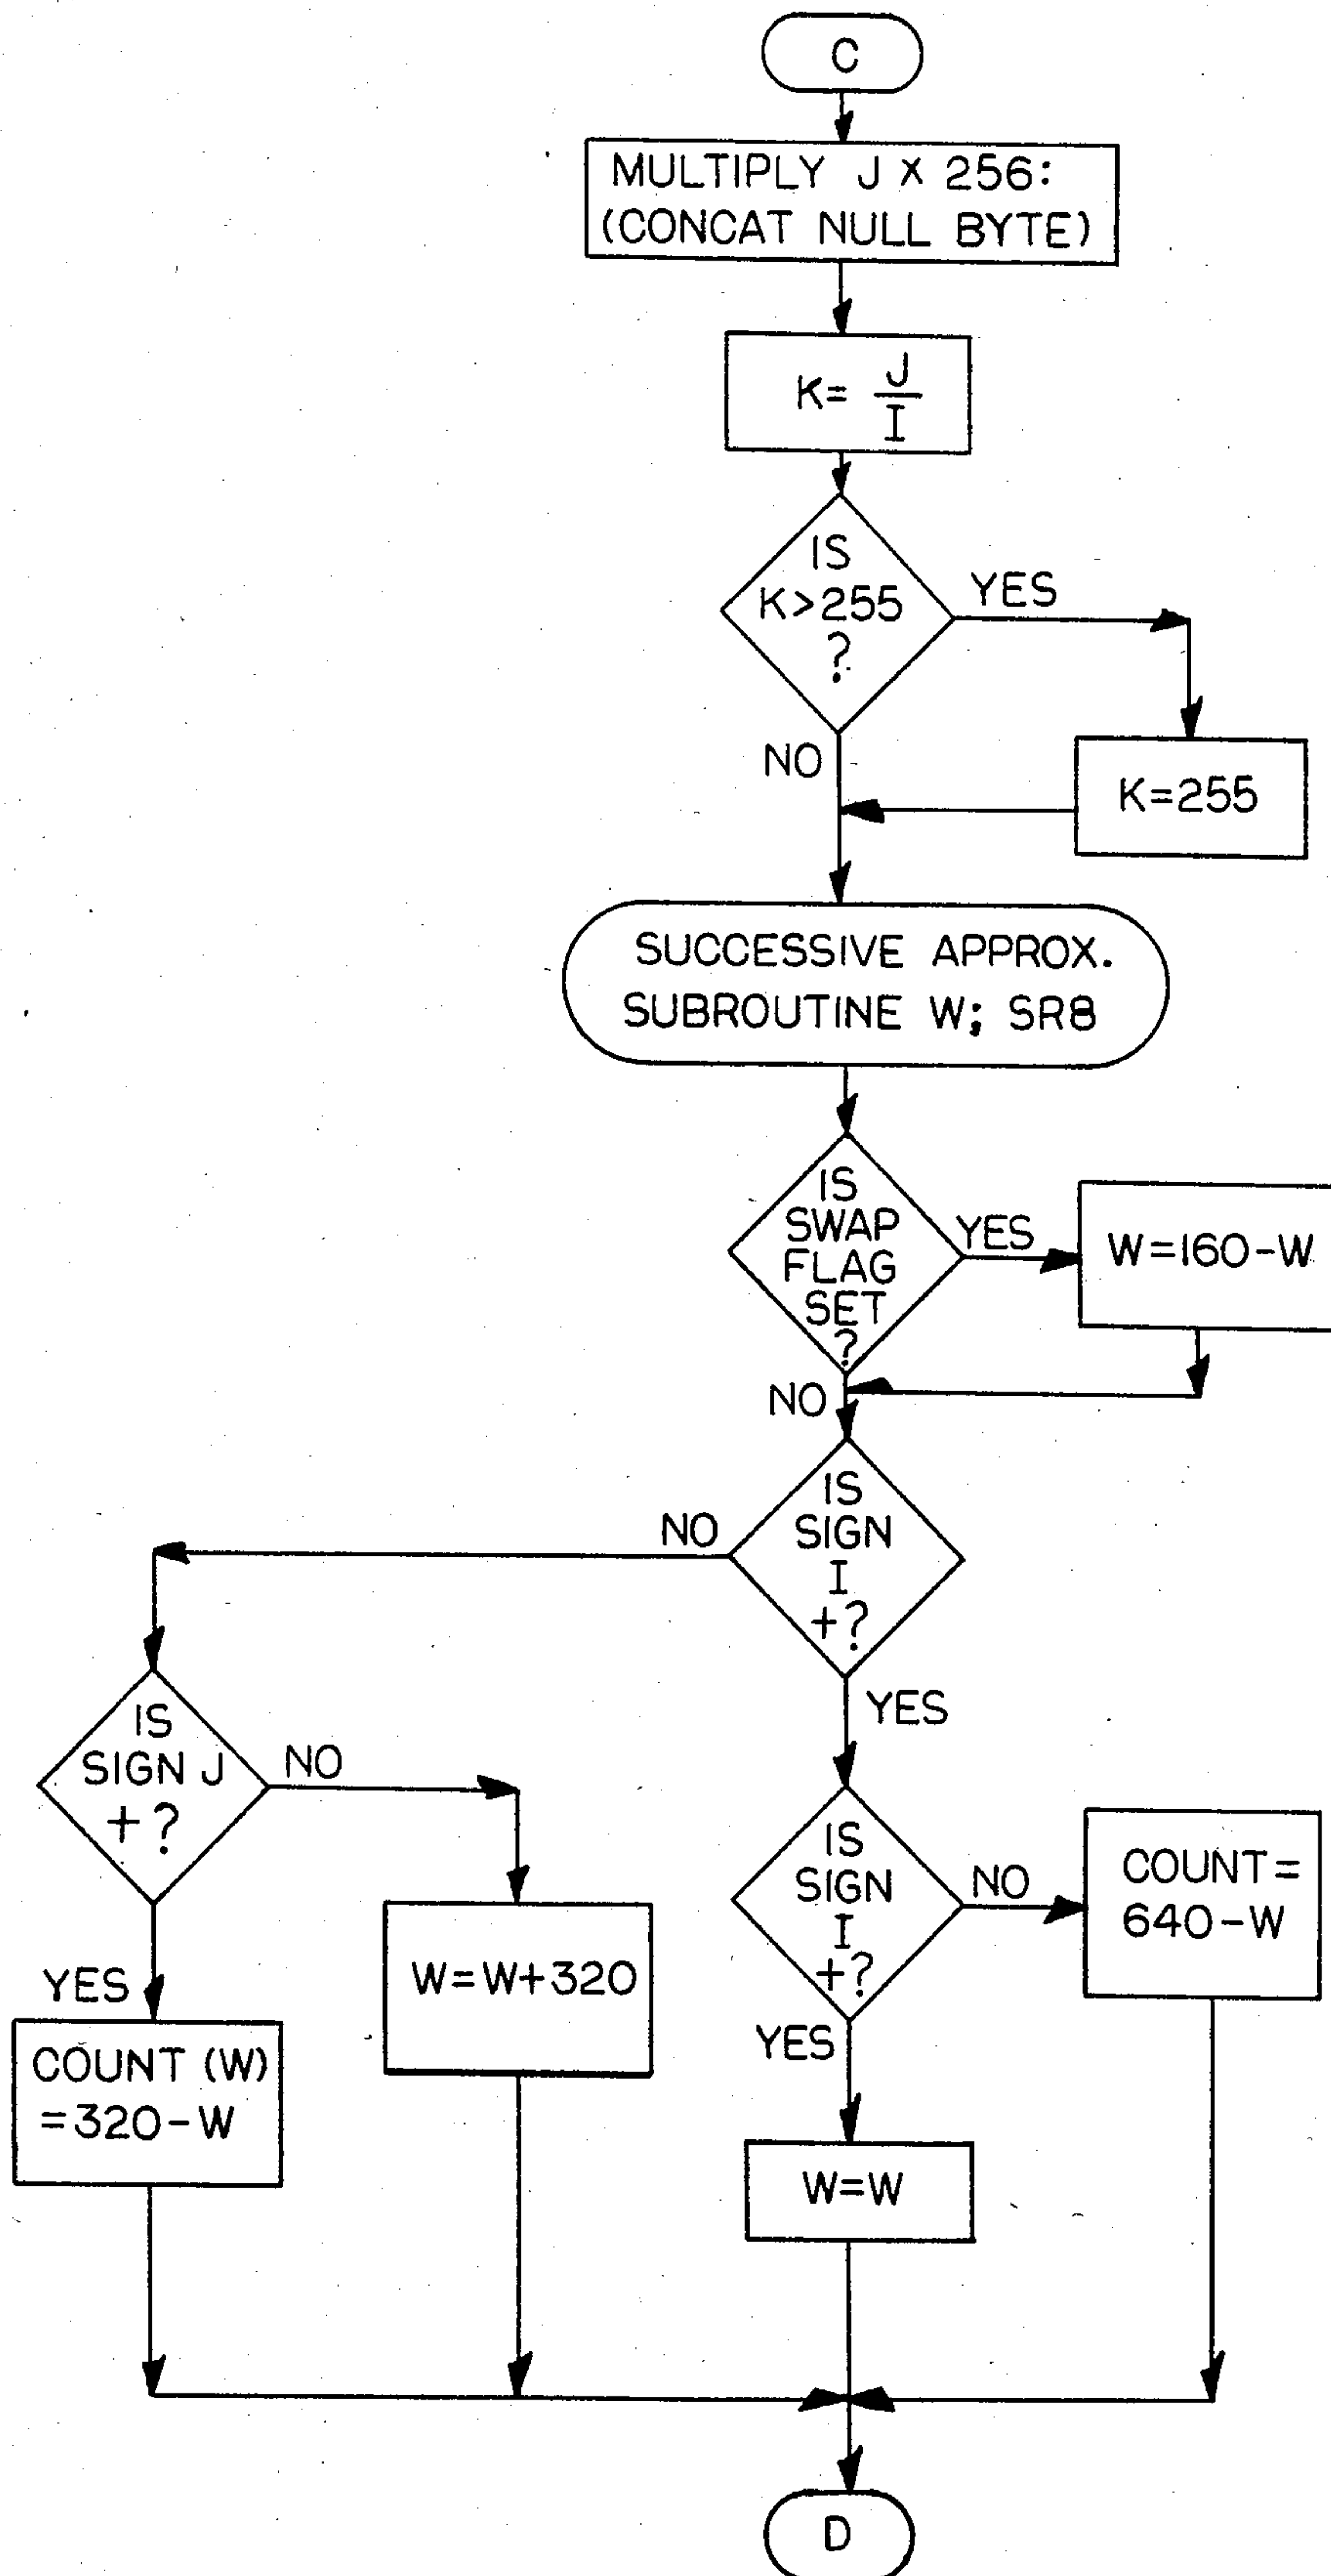 C
MULTIPLY J X 256:
(CONCAT NULL BYTE)
K= J
I
IS
K>255
?
YES
NO
K=255
SUCCESSIVE APPROX.
SUBROUTINE W; SR8
IS
SWAP
FLAG
SET
?
YES
W=160-W
NO
IS
SIGN
I
+?
NO
YES
IS
SIGN J
+?
NO
YES
COUNT (W)
=320-W
W=W+320
IS
SIGN
I
+?
NO
COUNT=
640-W
YES
W=W
D